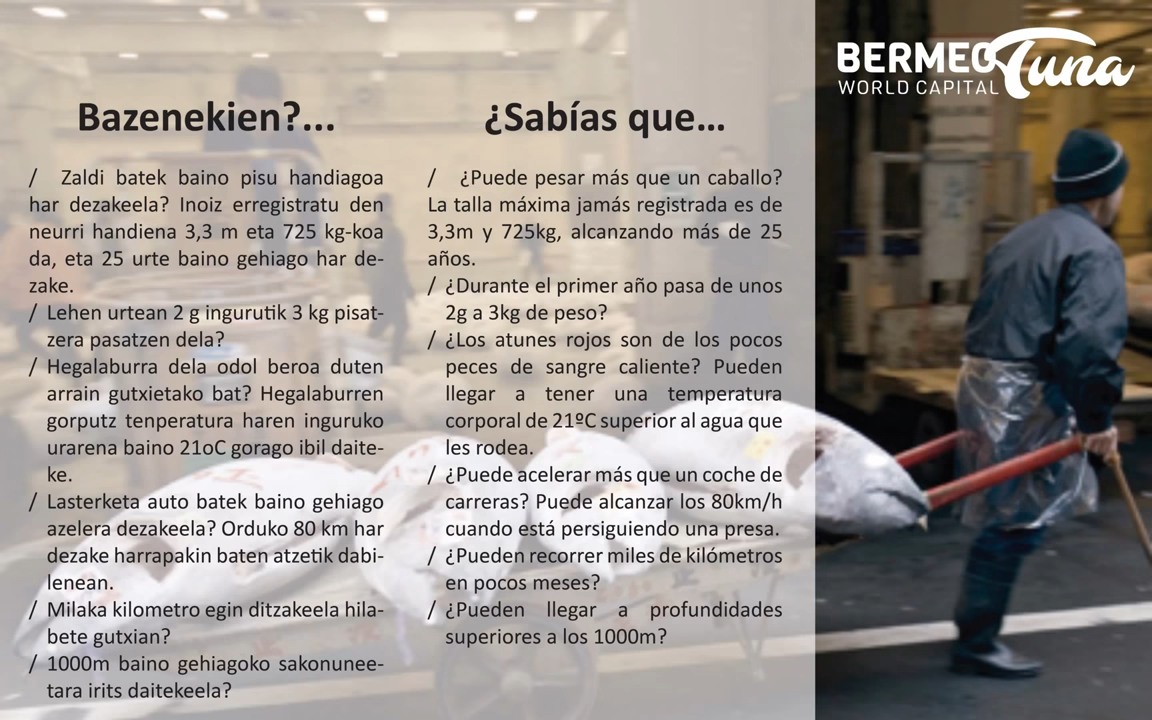 Bazenekien?...
/ Zaldi batek baino pisu handiagoa
har dezakeela? Inoiz erregistratu den
neurri handiena 3,3 m eta 725 kg-koa
da, eta 25 urte baino gehiago har de-
zake.
/ Lehen urtean 2 g ingurutik 3 kg pisat-
zera pasatzen dela?
/ Hegalaburra dela odol beroa duten
arrain gutxietako bat? Hegalaburren
gorputz tenperatura haren inguruko
urarena baino 21oC gorago ibil daite-
ke.
/ Lasterketa auto batek baino gehiago
azelera dezakeela? Orduko 80 km har
dezake harrapakin baten atzetik dabi-
lenean.
/ Milaka kilometro egin ditzakeela hila-
bete gutxian?
/ 1000m baino gehiagoko sakonunee-
tara irits daitekeela?
¿Sabías que...
/ ¿Puede pesar más que un caballo?
La talla máxima jamás registrada es de
3,3m y 725kg, alcanzando más de 25
años.
/ ¿Durante el primer año pasa de unos
2g a 3kg de peso?
/ ¿Los atunes rojos son de los pocos
peces de sangre caliente? Pueden
llegar a tener una temperatura
corporal de 21ºC superior al agua que
les rodea.
/ ¿Puede acelerar más que un coche de
carreras? Puede alcanzar los 80km/h
cuando está persiguiendo una presa.
/ ¿Pueden recorrer miles de kilómetros
en pocos meses?
/ ¿Pueden llegar a profundidades
superiores a los 1000m?
BERMEO Tuna
WORLD CAPITAL